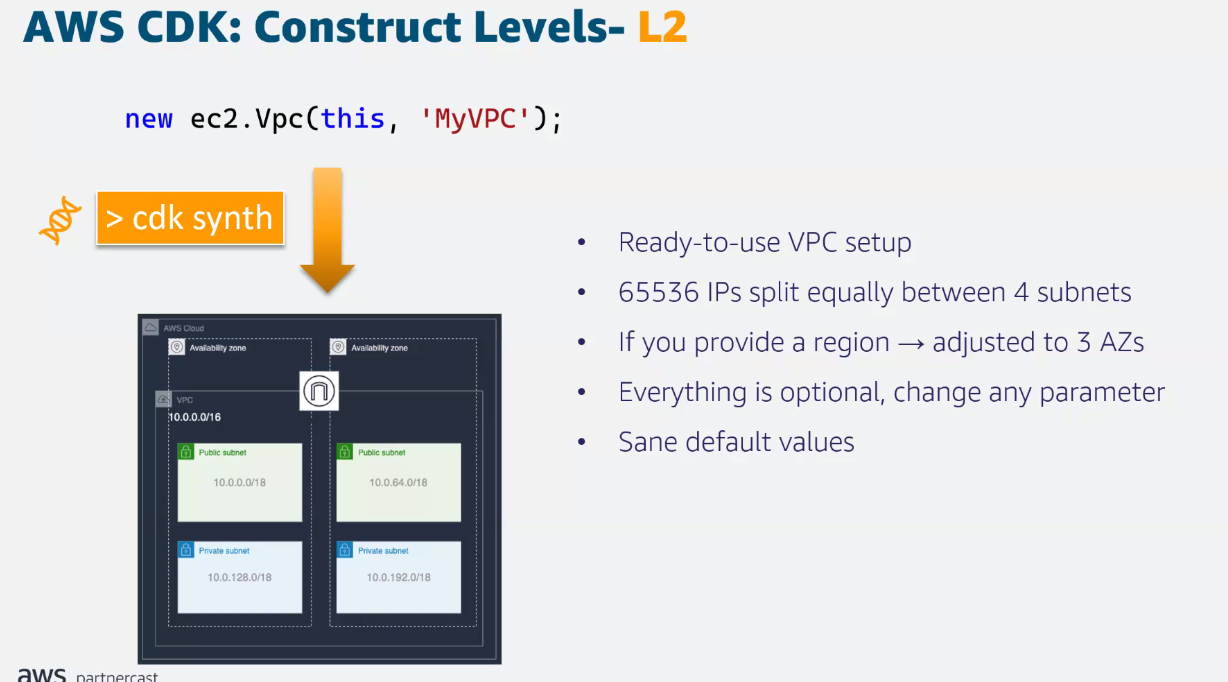 AWS CDK: Construct Levels- L2
new ec2.Vpc(this, 'MyVPC');
> cdk synth
• Ready-to-use VPC setup
• 65536 IPs split equally between 4 subnets
• If you provide a region → adjusted to 3 AZs
• Everything is optional, change any parameter
• Sane default values
AWS Cloud
Availability zone
Availability zone
VPC
10.0.0.0/16
Public subnet
10.0.0.0/18
Public subnet
10.0.64.0/18
Private subnet
10.0.128.0/18
Private subnet
10.0.192.0/18
aws partnercast